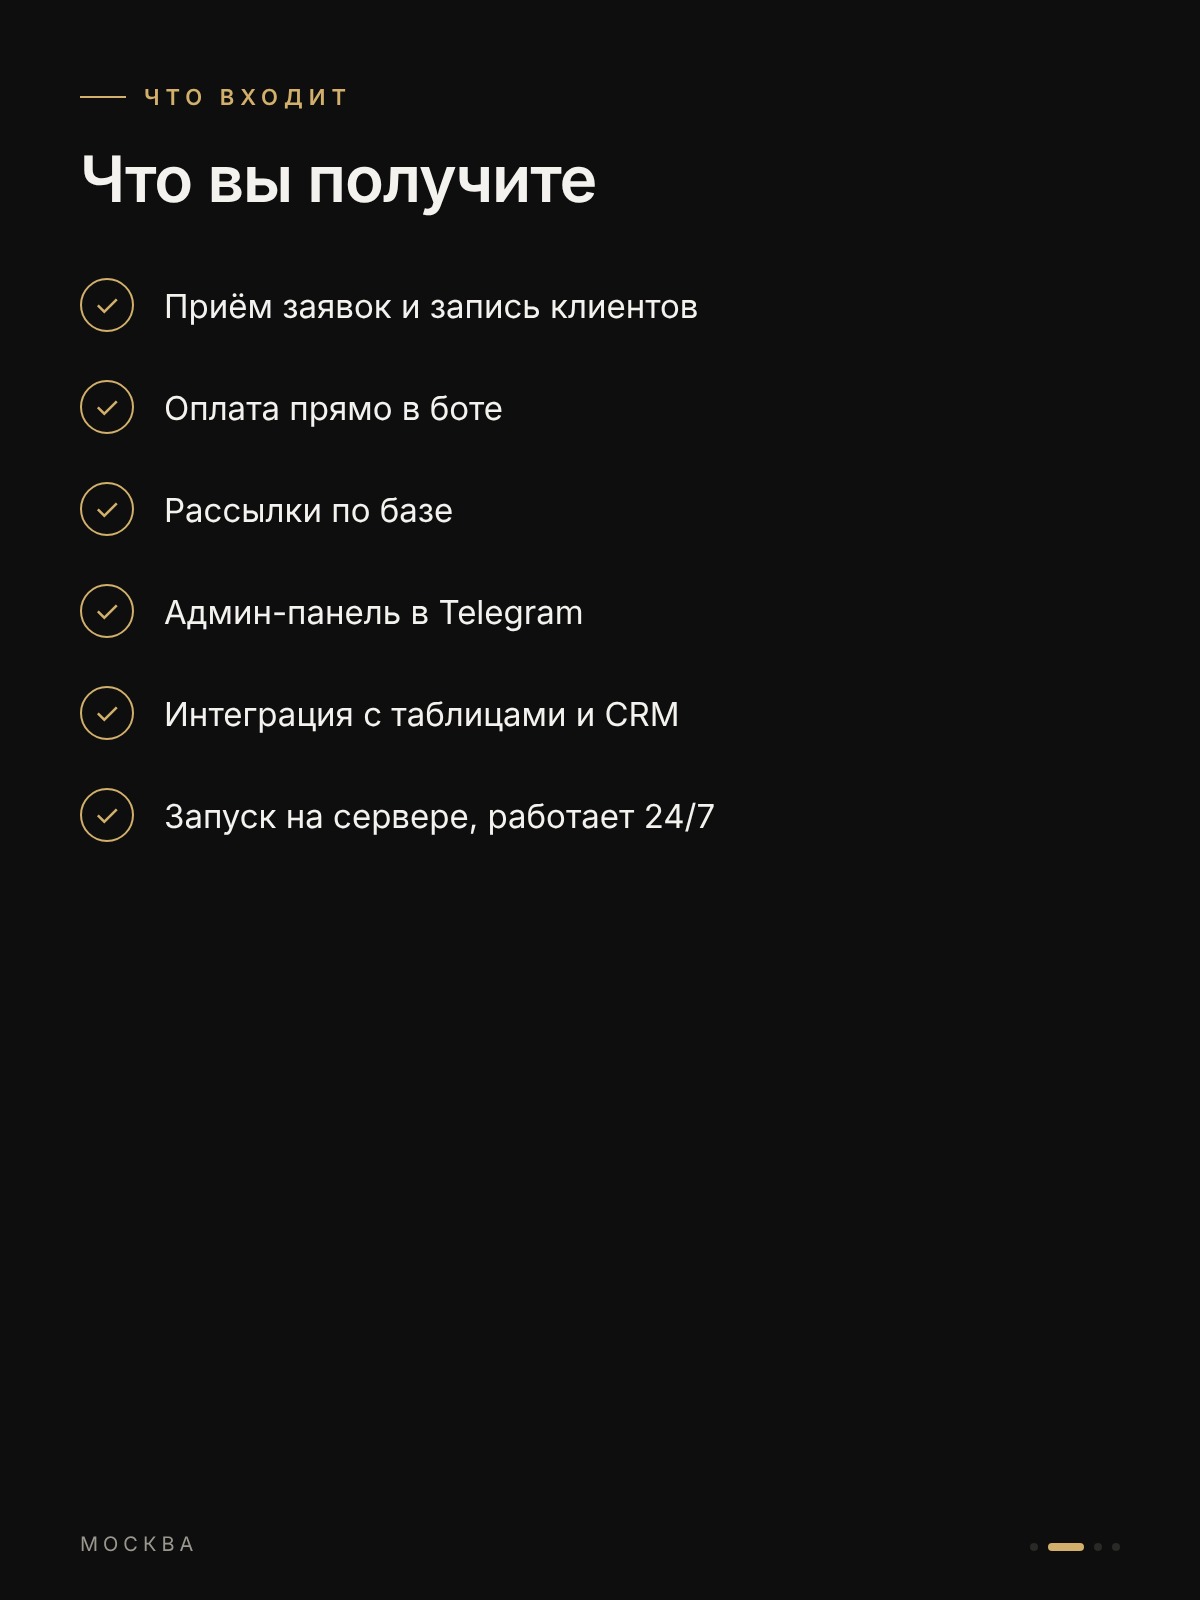 ЧТО ВХОДИТ
Что вы получите
Приём заявок и запись клиентов
Оплата прямо в боте
Рассылки по базе
Админ-панель в Telegram
Интеграция с таблицами и CRM
Запуск на сервере, работает 24/7
МОСКВА